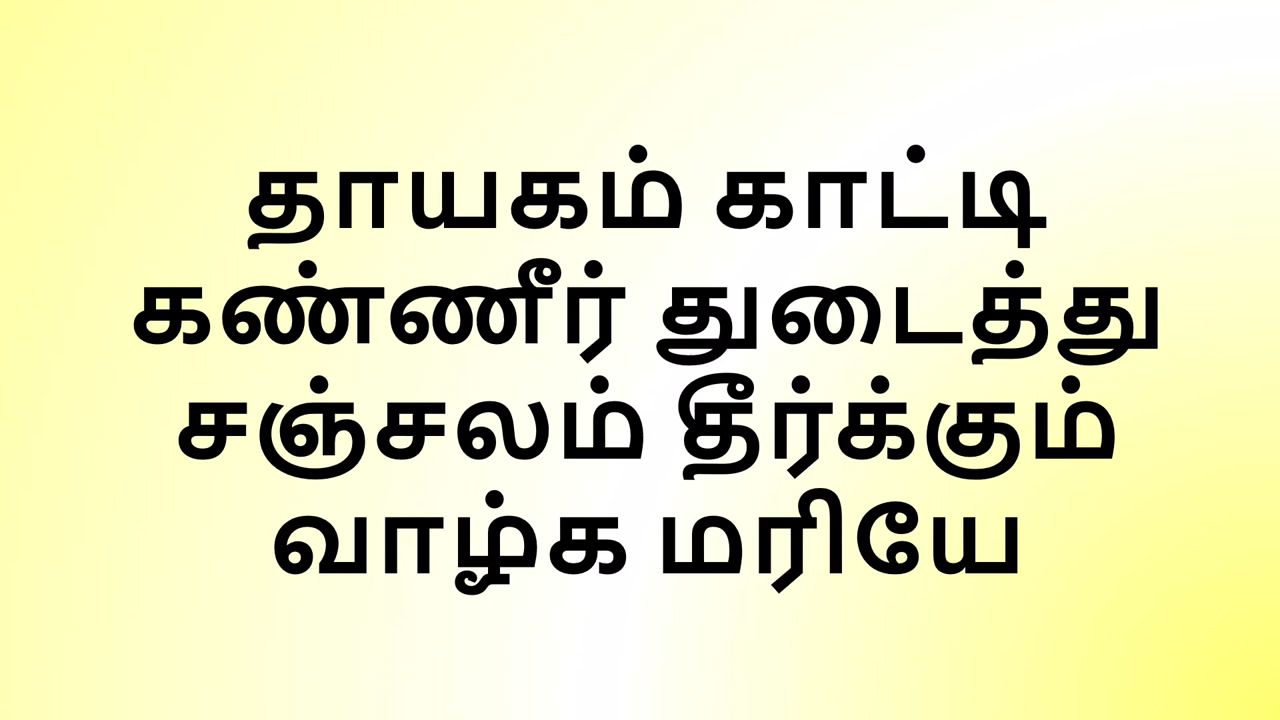 தாயகம் காட்டி
கண்ணீர் துடைத்து
சஞ்சலம் தீர்க்கும்
வாழ்க மரியே